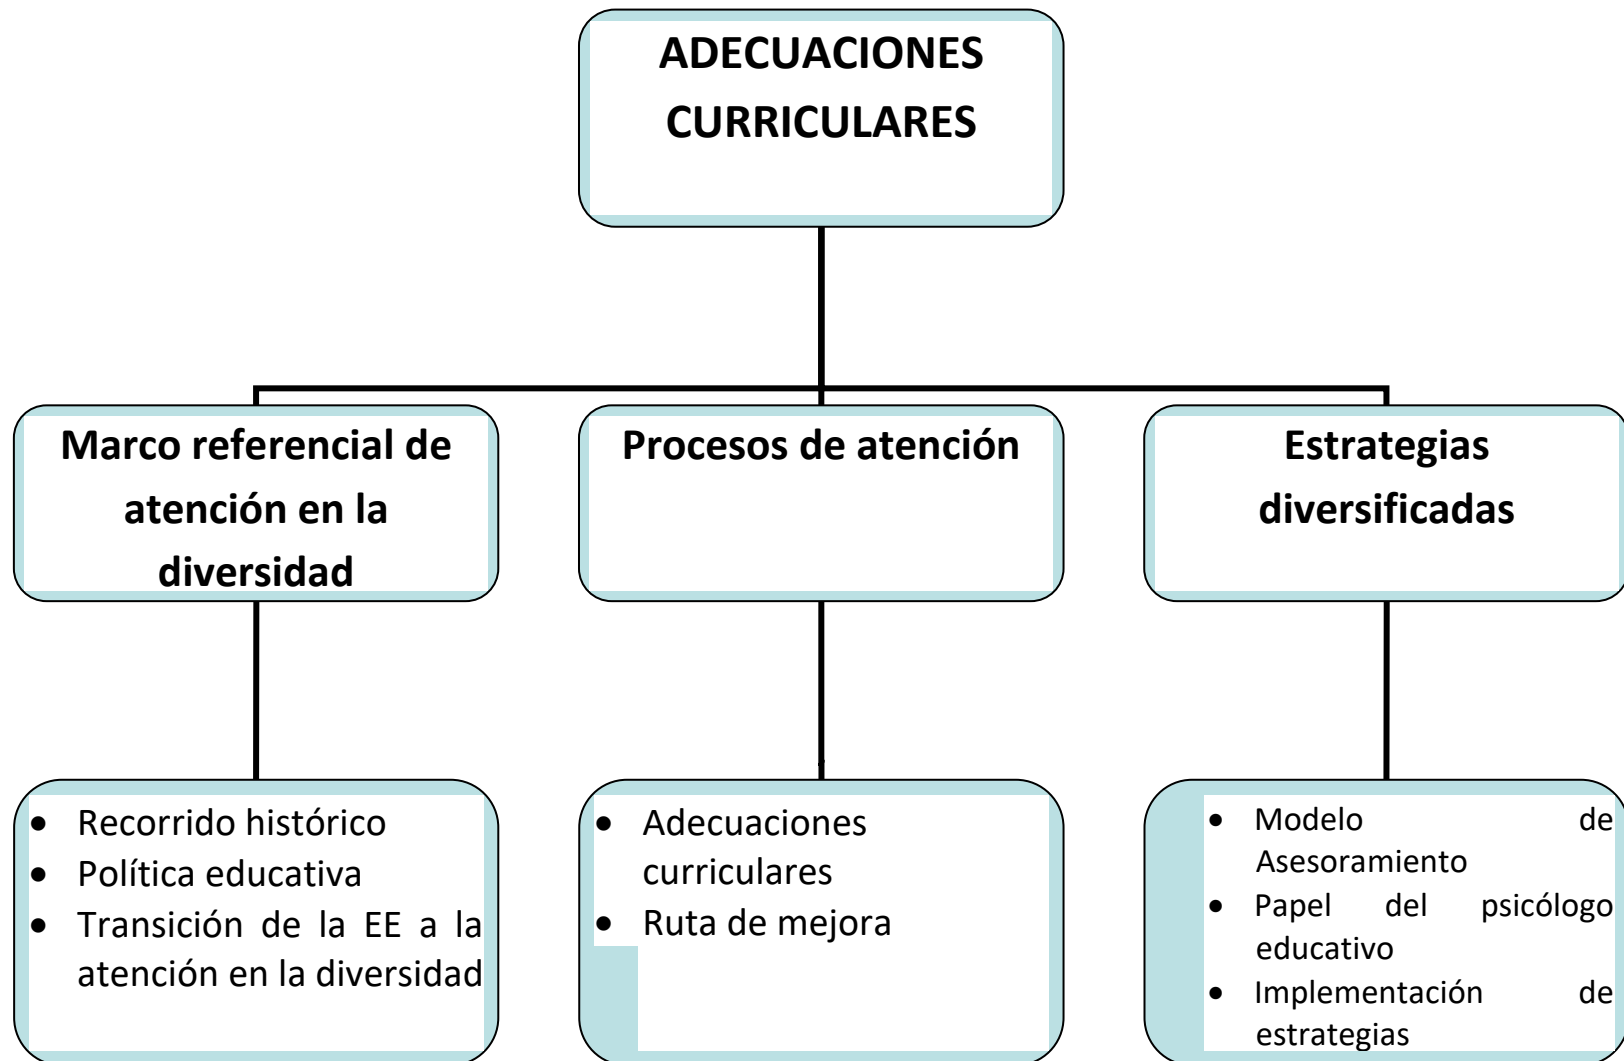 ADECUACIONES
CURRICULARES
Marco referencial de
atención en la
diversidad
Procesos de atención
Estrategias
diversificadas
• Recorrido histórico
• Política educativa
• Transición de la EE a la
atención en la diversidad
• Adecuaciones
curriculares
• Ruta de mejora
• Modelo de
Asesoramiento
• Papel del psicólogo
educativo
• Implementación de
estrategias